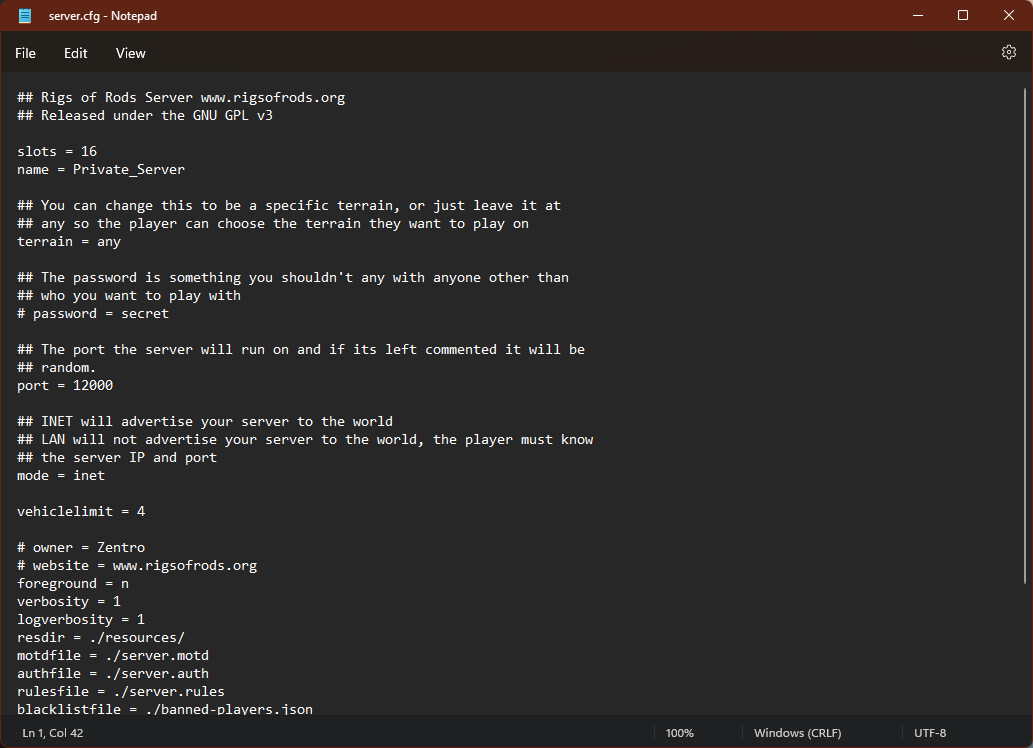 server.cfg - Notepad
File Edit View
## Rigs of Rods Server www.rigsofrods.org
## Released under the GNU GPL v3
slots = 16
name = Private_Server
## You can change this to be a specific terrain, or just leave it at
## any so the player can choose the terrain they want to play on
terrain = any
## The password is something you shouldn't any with anyone other than
## who you want to play with
# password = secret
## The port the server will run on and if its left commented it will be
## random.
port = 12000
## INET will advertise your server to the world
## LAN will not advertise your server to the world, the player must know
## the server IP and port
mode = inet
vehiclelimit = 4
# owner = Zentro
# website = www.rigsofrods.org
foreground = n
verbosity = 1
logverbosity = 1
resdir = ./resources/
motdfile = ./server.motd
authfile = ./server.auth
rulesfile = ./server.rules
blacklistfile = ./banned-players.json
Ln 1, Col 42 100% Windows (CRLF) UTF-8